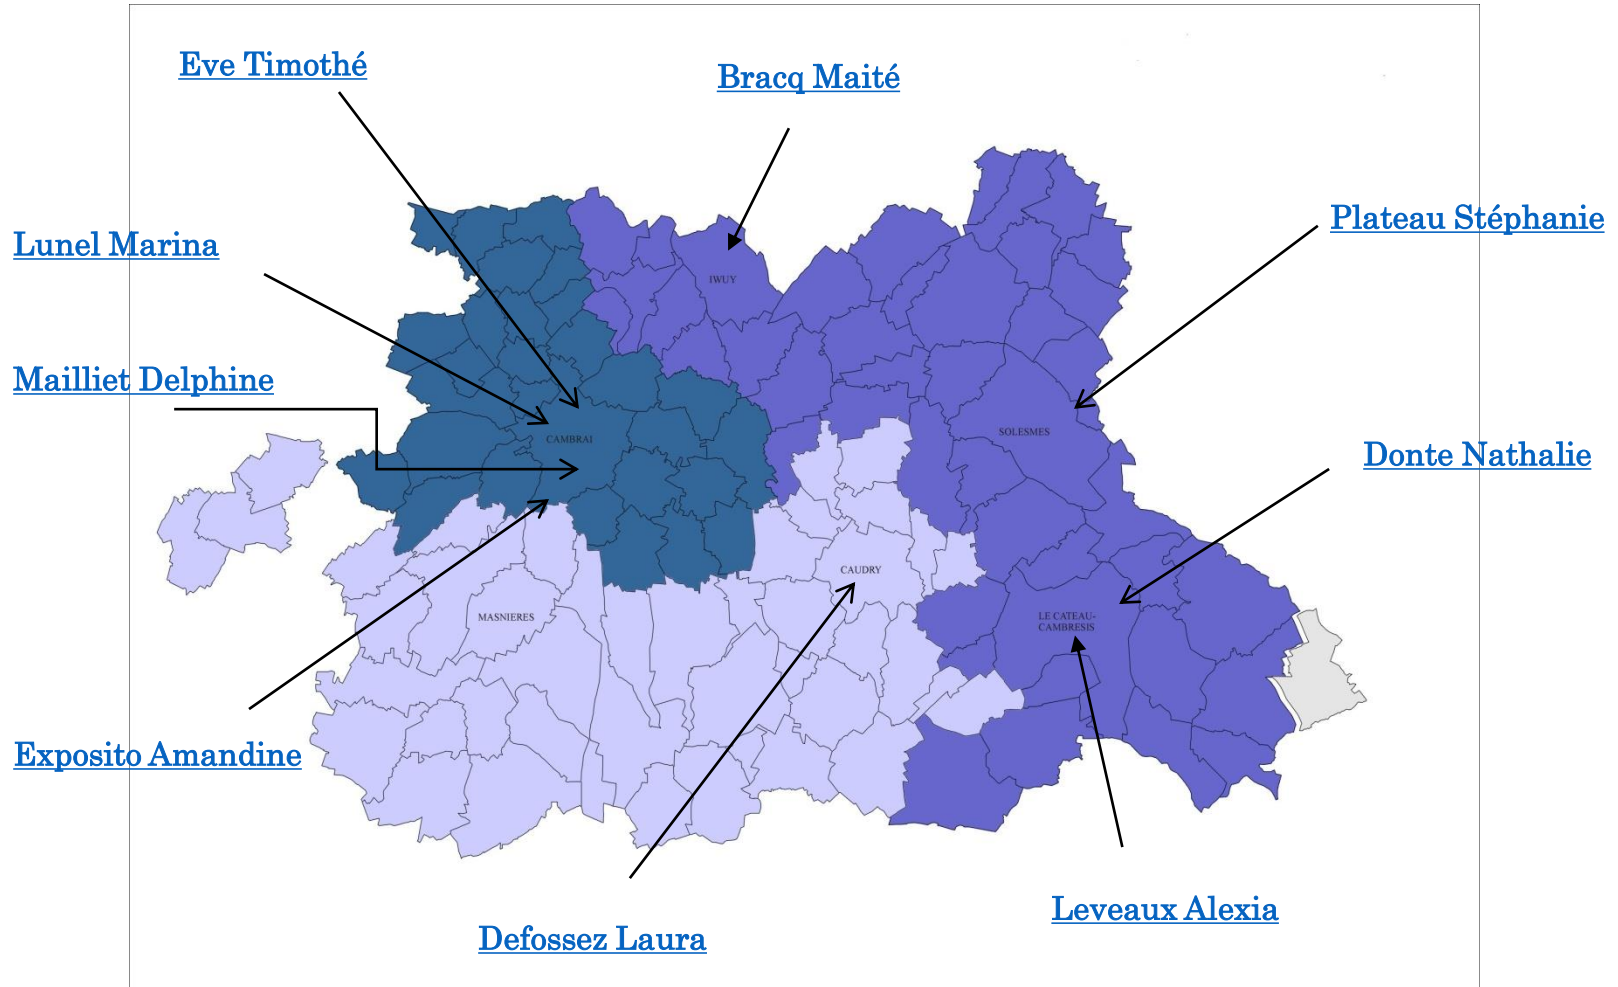 Eve Timothé
Bracq Maité
Plateau Stéphanie
Lunel Marina
IWUY
Mailliet Delphine
CAMBRAI
SOLESMES
Donte Nathalie
CAUDRY
MASNIERES
LE CATEAU-
CAMBRESIS
Exposito Amandine
Leveaux Alexia
Defossez Laura